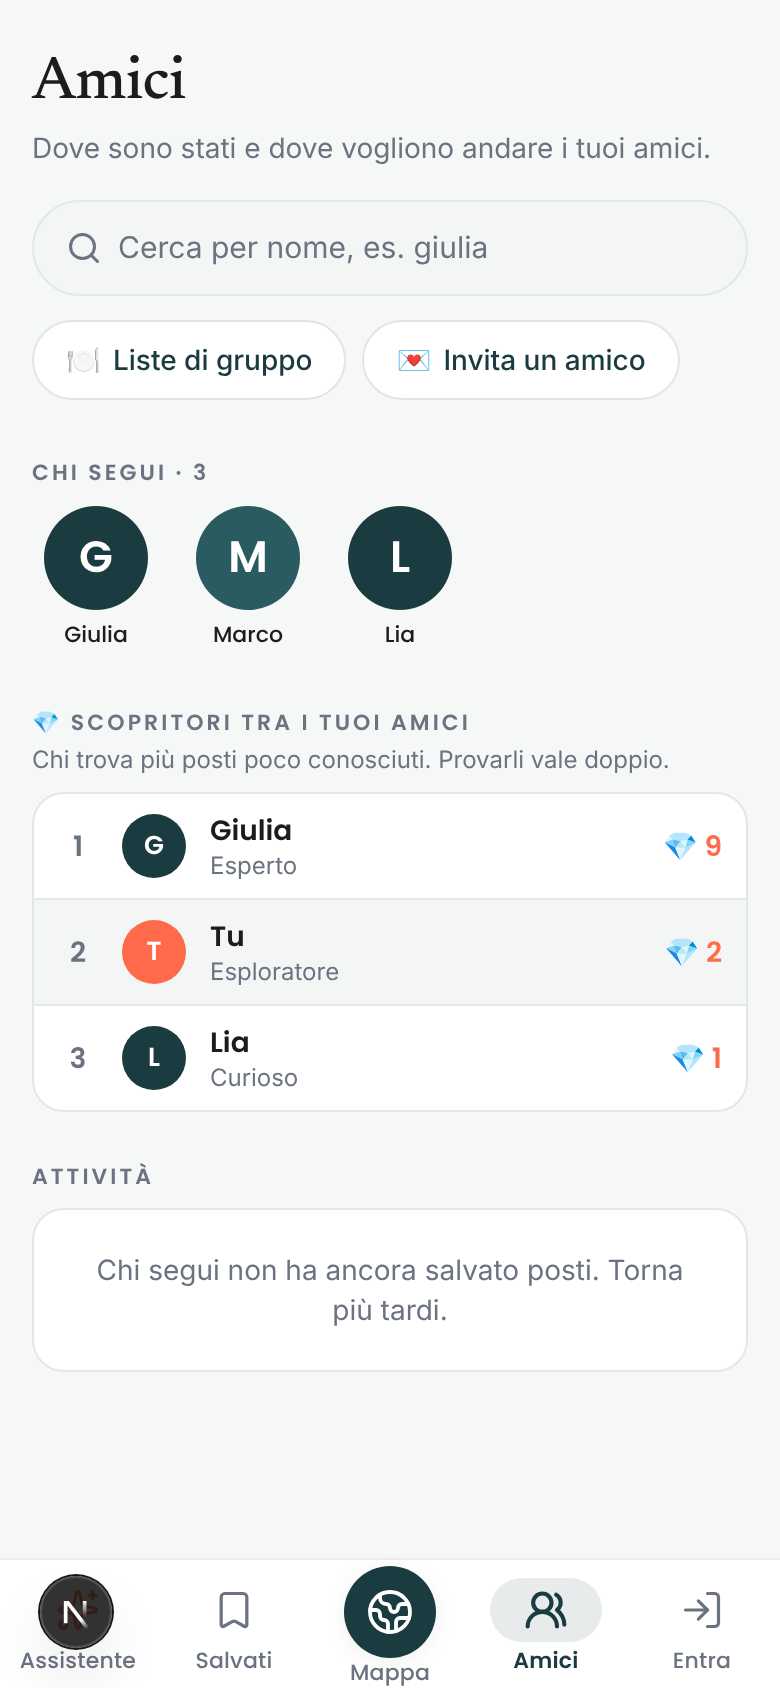 Amici
Dove sono stati e dove vogliono andare i tuoi amici.
Cerca per nome, es. giulia
Liste di gruppo
Invita un amico
CHI SEGUI · 3
G
M
L
Giulia
Marco
Lia
SCOPRITORI TRA I TUOI AMICI
Chi trova più posti poco conosciuti. Provarli vale doppio.
1
G
Giulia
Esperto
9
2
T
Tu
Esploratore
2
3
L
Lia
Curioso
1
ATTIVITÀ
Chi segui non ha ancora salvato posti. Torna
più tardi.
N
Assistente
Salvati
Mappa
Amici
Entra